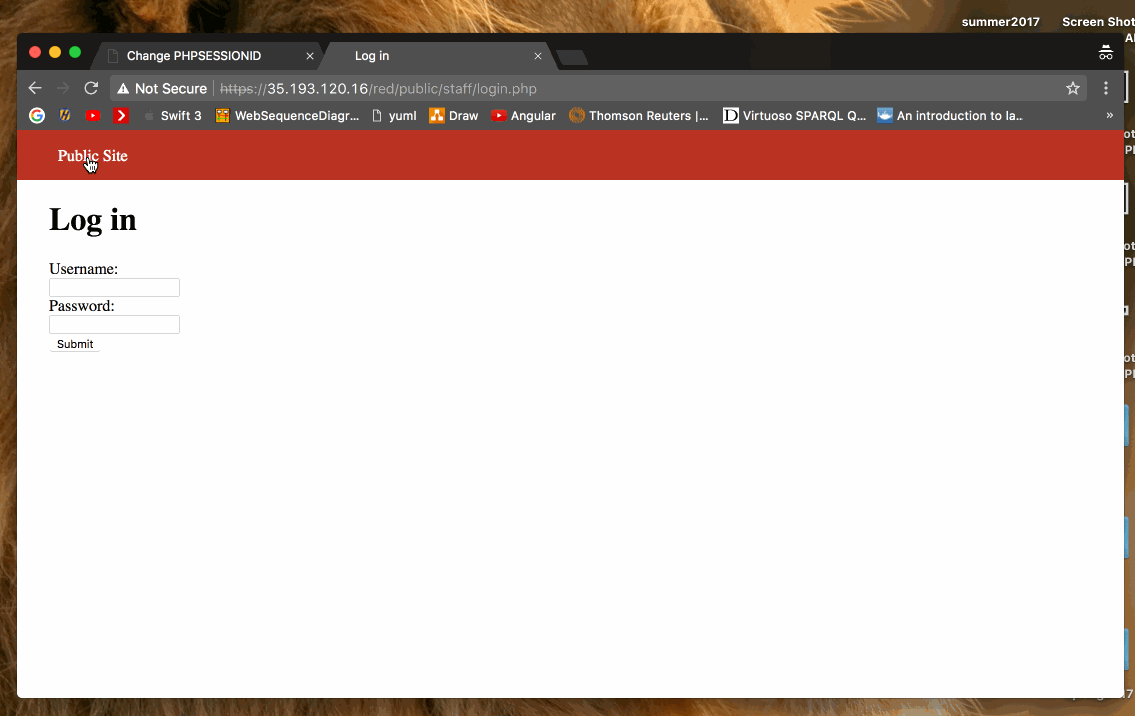 summer2017 Screen Shot
Change PHPSESSIONID Log in
Not Secure https://35.193.120.16/red/public/staff/login.php
Swift 3 WebSequenceDiagr... yuml Draw Angular Thomson Reuters |... Virtuoso SPARQL Q... An introduction to la... »
Public Site
Log in
Username:
Password:
Submit